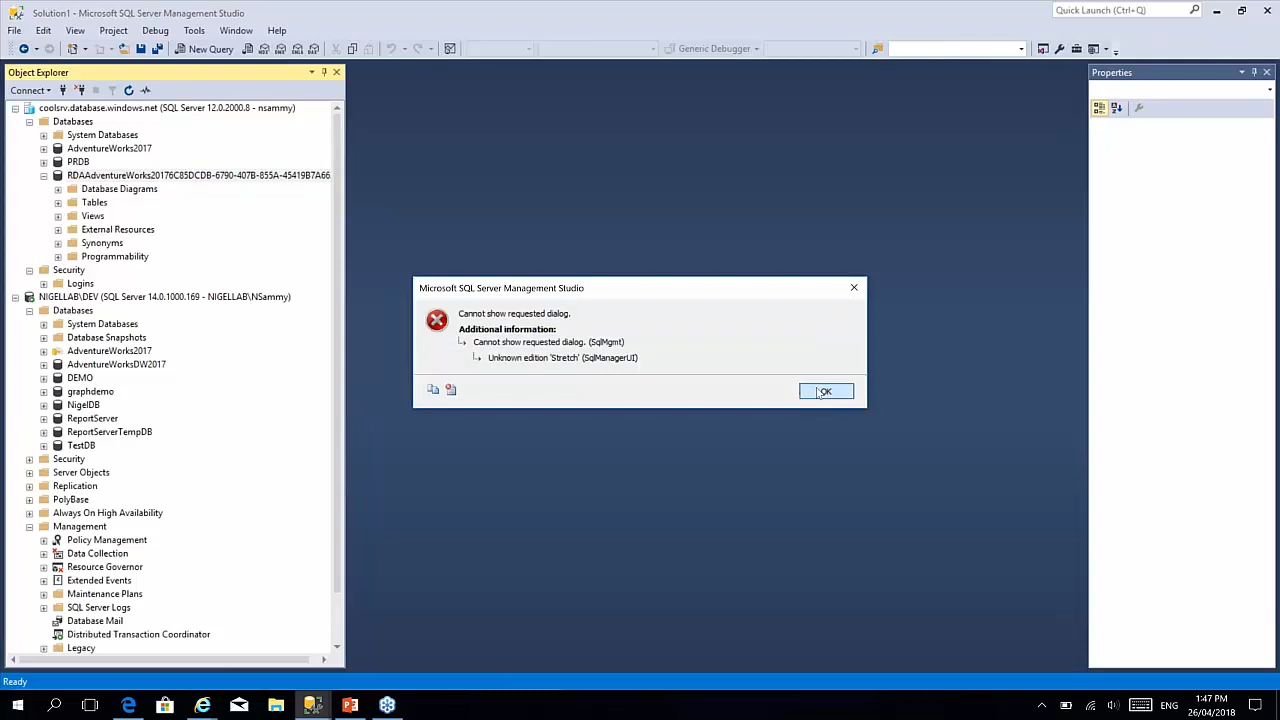 Solution1 - Microsoft SQL Server Management Studio
Quick Launch (Ctrl+Q)
File Edit View Project Debug Tools Window Help
New Query
Generic Debugger
Object Explorer
Properties
Connect
coolsrv.database.windows.net (SQL Server 12.0.2000.8 - nsammy)
Databases
System Databases
AdventureWorks2017
PRDB
RDAAdventureWorks20176C85DCDB-6790-407B-855A-45419B7A66
Database Diagrams
Tables
Views
External Resources
Synonyms
Programmability
Security
Logins
NIGELLAB\DEV (SQL Server 14.0.1000.169 - NIGELLAB\NSammy)
Databases
System Databases
Database Snapshots
AdventureWorks2017
AdventureWorksDW2017
DEMO
graphdemo
NigelDB
ReportServer
ReportServerTempDB
TestDB
Security
Server Objects
Replication
PolyBase
Always On High Availability
Management
Policy Management
Data Collection
Resource Governor
Extended Events
Maintenance Plans
SQL Server Logs
Database Mail
Distributed Transaction Coordinator
Legacy
Microsoft SQL Server Management Studio
Cannot show requested dialog.
Additional information:
Cannot show requested dialog. (SqlMgmt)
Unknown edition 'Stretch' (SqlManagerUI)
OK
Ready
ENG
1:47 PM
26/04/2018